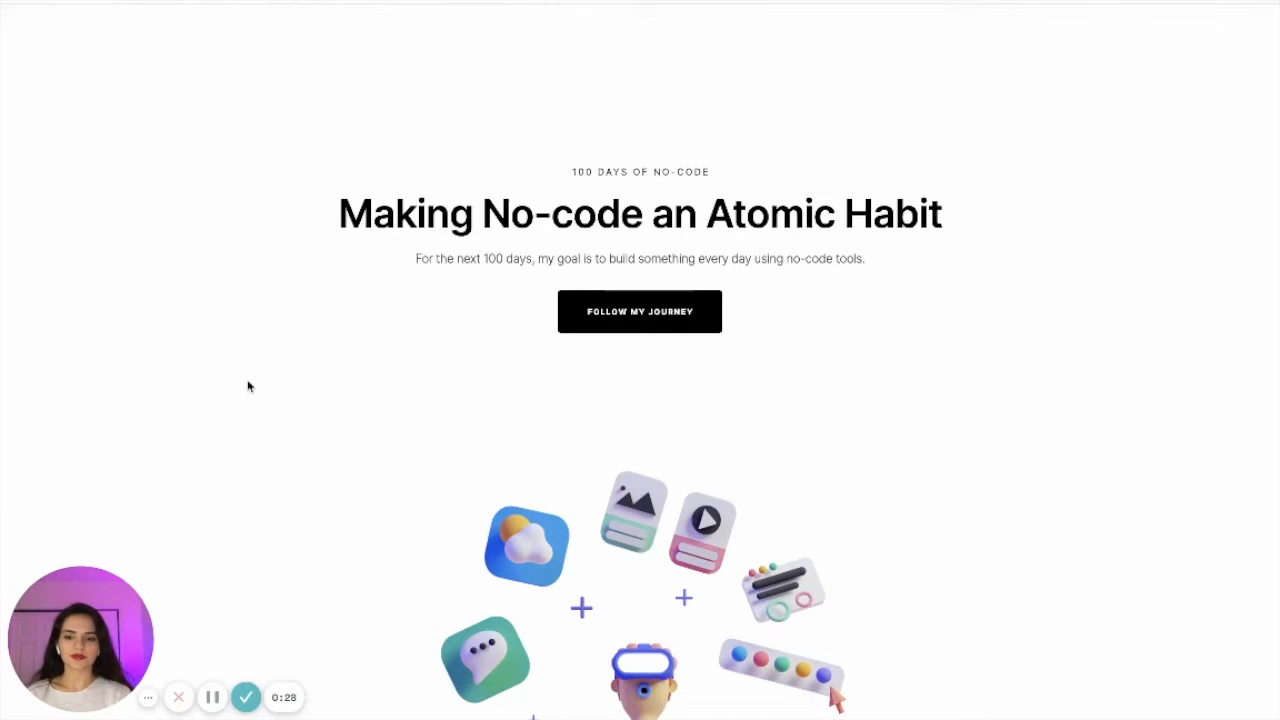 100 DAYS OF NO-CODE
Making No-code an Atomic Habit
For the next 100 days, my goal is to build something every day using no-code tools.
FOLLOW MY JOURNEY
0:28